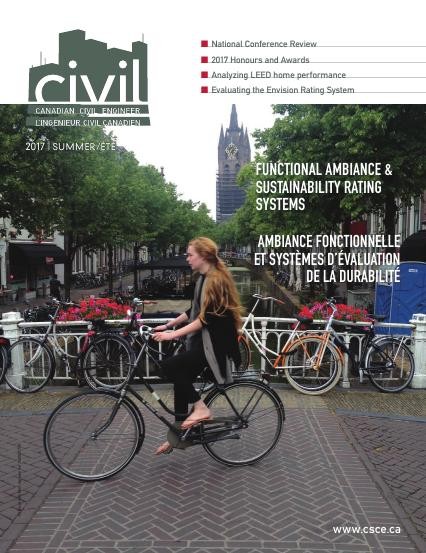 civil
CANADIAN CIVIL ENGINEER
L'INGÉNIEUR CIVIL CANADIEN
2017 | SUMMER/ÉTÉ
National Conference Review
2017 Honours and Awards
Analyzing LEED home performance
Evaluating the Envision Rating System
FUNCTIONAL AMBIANCE &
SUSTAINABILITY RATING
SYSTEMS
AMBIANCE FONCTIONNELLE
ET SYSTÈMES D'ÉVALUATION
DE LA DURABILITÉ
www.csce.ca